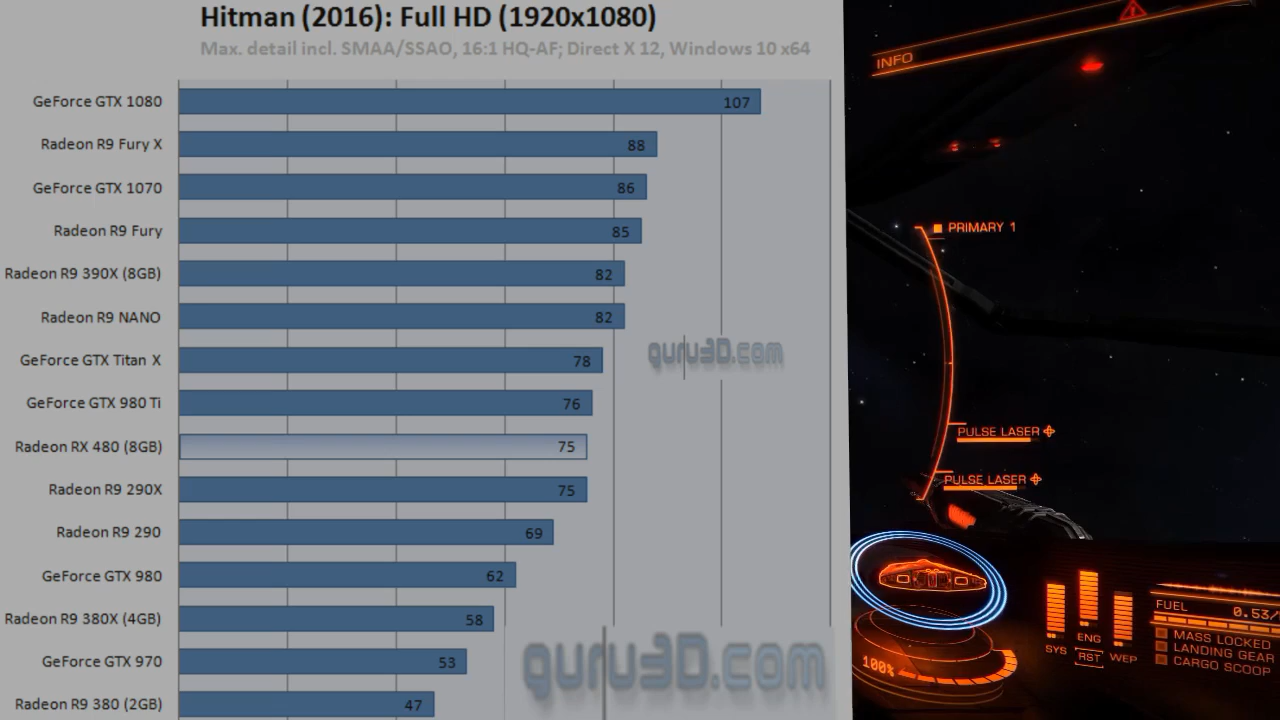 Hitman (2016): Full HD (1920x1080)
Max. detail incl. SMAA/SSAO, 16:1 HQ-AF; Direct X 12, Windows 10 x64
GeForce GTX 1080 107
Radeon R9 Fury X 88
GeForce GTX 1070 86
Radeon R9 Fury 85
Radeon R9 390X (8GB) 82
Radeon R9 NANO 82
GeForce GTX Titan X 78
GeForce GTX 980 Ti 76
Radeon RX 480 (8GB) 75
Radeon R9 290X 75
Radeon R9 290 69
GeForce GTX 980 62
Radeon R9 380X (4GB) 58
GeForce GTX 970 53
Radeon R9 380 (2GB) 47
guru3D.com
guru3D.com
INFO
PRIMARY 1
PULSE LASER
PULSE LASER
100%
SYS
ENG
RST
WEP
FUEL 0.53/
MASS LOCKED
LANDING GEAR
CARGO SCOOP